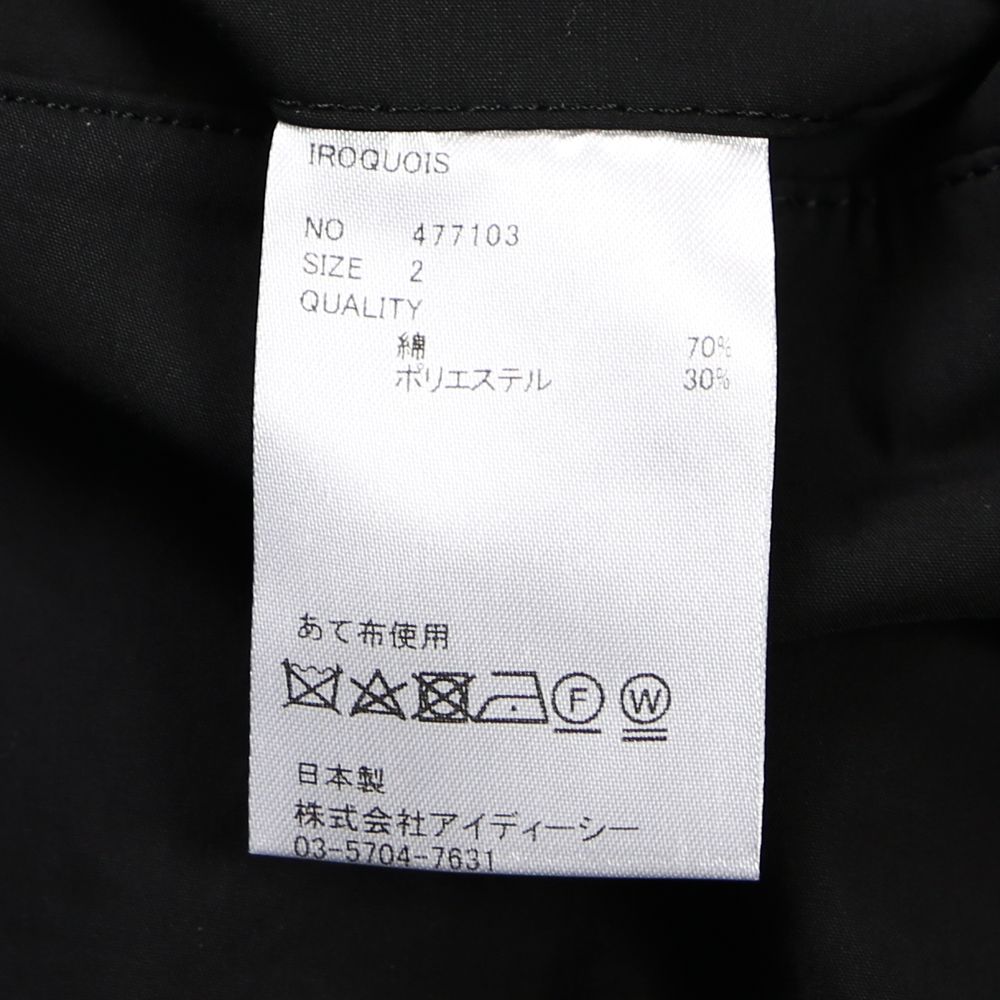 IROQUOIS
NO 477103
SIZE 2
QUALITY
綿 70%
ポリエステル 30%
あて布使用
F W
日本製
株式会社アイディーシー
03-5704-7631